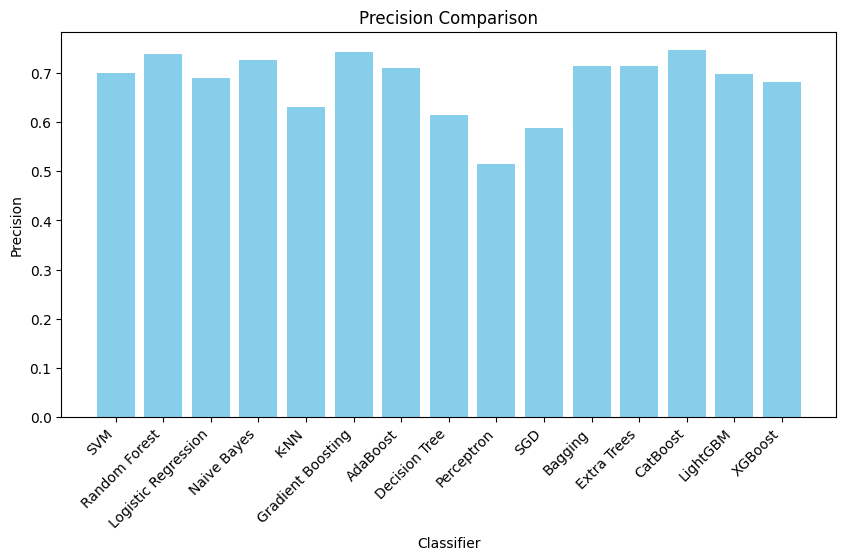 Precision Comparison
Precision
0.7
0.6
0.5
0.4
0.3
0.2
0.1
0.0
SVM
Random Forest
Logistic Regression
Naive Bayes
K-NN
Gradient Boosting
AdaBoost
Decision Tree
Perceptron
SGD
Bagging
Extra Trees
CatBoost
LightGBM
XGBoost
Classifier